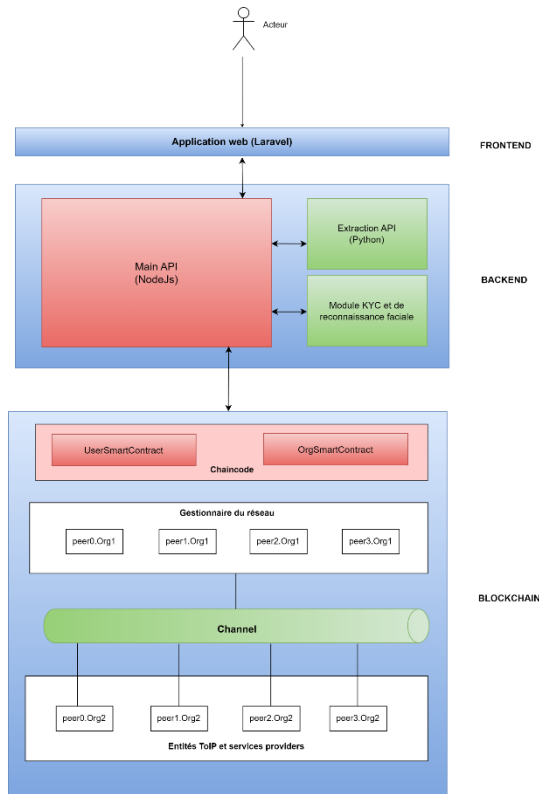 Acteur
Application web (Laravel)
FRONTEND
Main API
(NodeJs)
Extraction API
(Python)
Module KYC et de
reconnaissance faciale
BACKEND
UserSmartContract
OrgSmartContract
Chaincode
Gestionnaire du réseau
peer0.Org1
peer1.Org1
peer2.Org1
peer3.Org1
BLOCKCHAIN
Channel
peer0.Org2
peer1.Org2
peer2.Org2
peer3.Org2
Entités ToIP et services providers